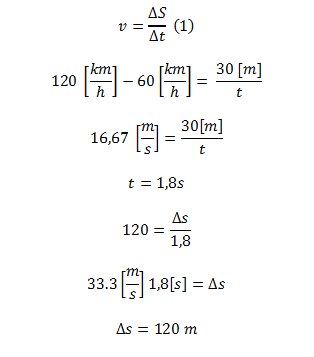 v = ΔS/Δt (1)
120 [km/h] − 60 [km/h] = 30 [m]/t
16,67 [m/s] = 30[m]/t
t = 1,8s
120 = Δs/1,8
33.3 [m/s] 1,8[s] = Δs
Δs = 120 m